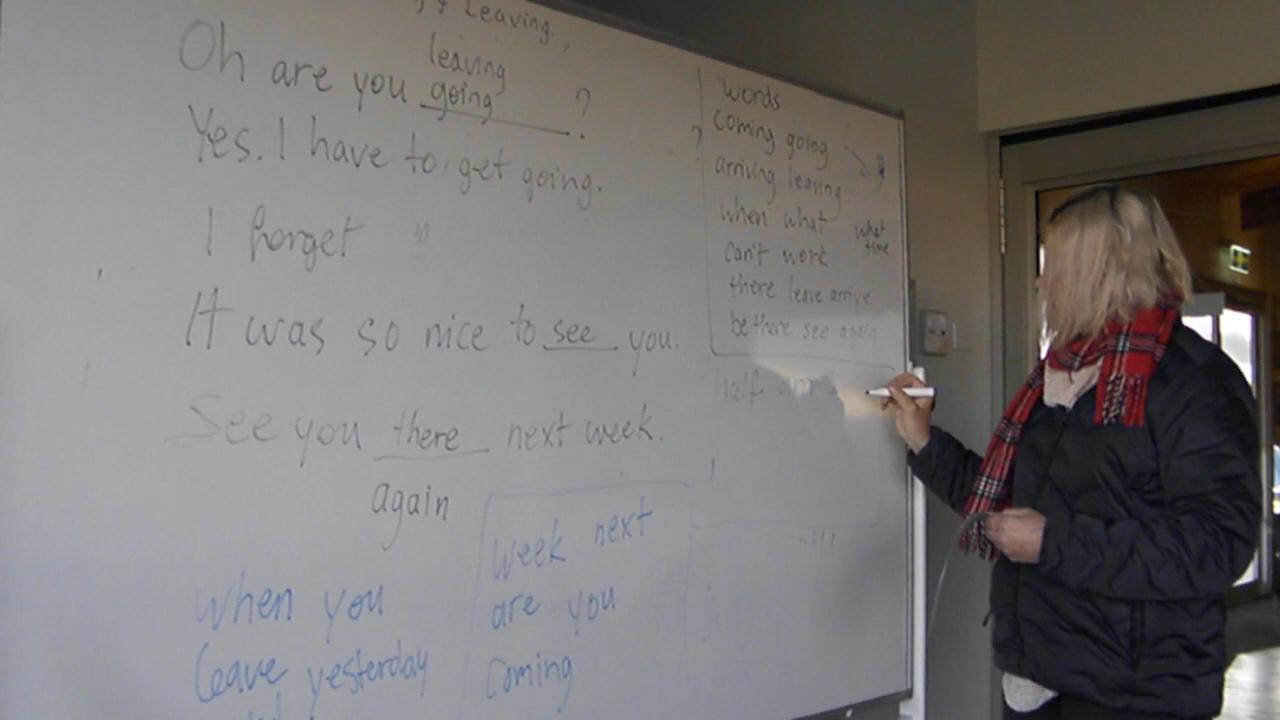 & Leaving
leaving
Oh are you going ?
Yes. I have to get going.
I forget
It was so nice to see you.
See you there next week.
again
When you
leave yesterday
week next
are you
coming
words
coming going
arriving leaving
when what what time
can't work
there leave arrive
be there see again
half